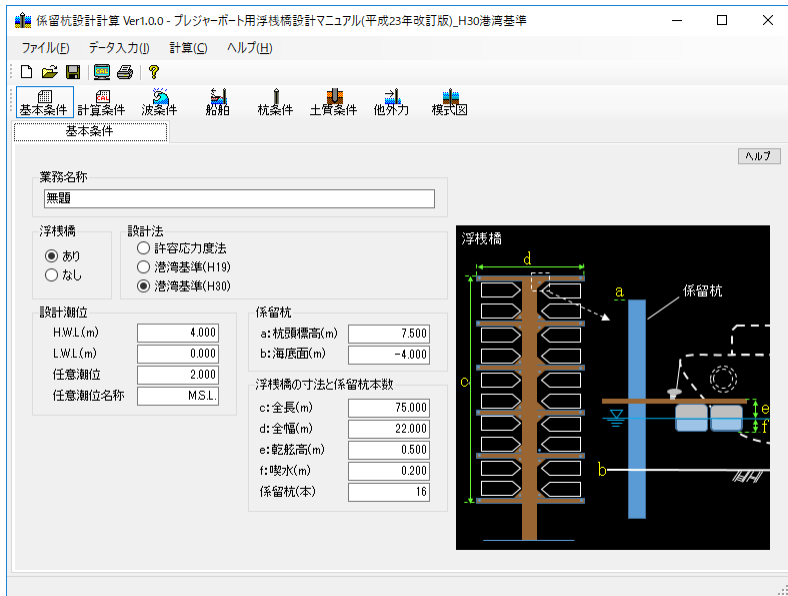 係留杭設計計算 Ver1.0.0 - プレジャーボート用浮桟橋設計マニュアル(平成23年改訂版)_H30港湾基準
ファイル(F) データ入力(I) 計算(C) ヘルプ(H)
基本条件 計算条件 波条件 船舶 杭条件 土質条件 他外力 模式図
基本条件
ヘルプ
業務名称
無題
浮桟橋
あり
なし
設計法
許容応力度法
港湾基準(H19)
港湾基準(H30)
設計潮位
H.W.L(m) 4.000
L.W.L(m) 0.000
任意潮位 2.000
任意潮位名称 M.S.L.
係留杭
a:杭頭標高(m) 7.500
b:海底面(m) -4.000
浮桟橋の寸法と係留杭本数
c:全長(m) 75.000
d:全幅(m) 22.000
e:乾舷高(m) 0.500
f:喫水(m) 0.200
係留杭(本) 16
浮桟橋
d
a
係留杭
c
e
f
b